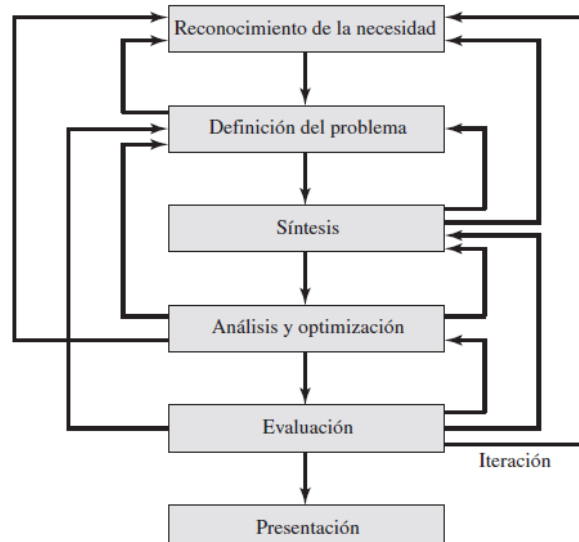 Reconocimiento de la necesidad
Definición del problema
Síntesis
Análisis y optimización
Evaluación
Iteración
Presentación